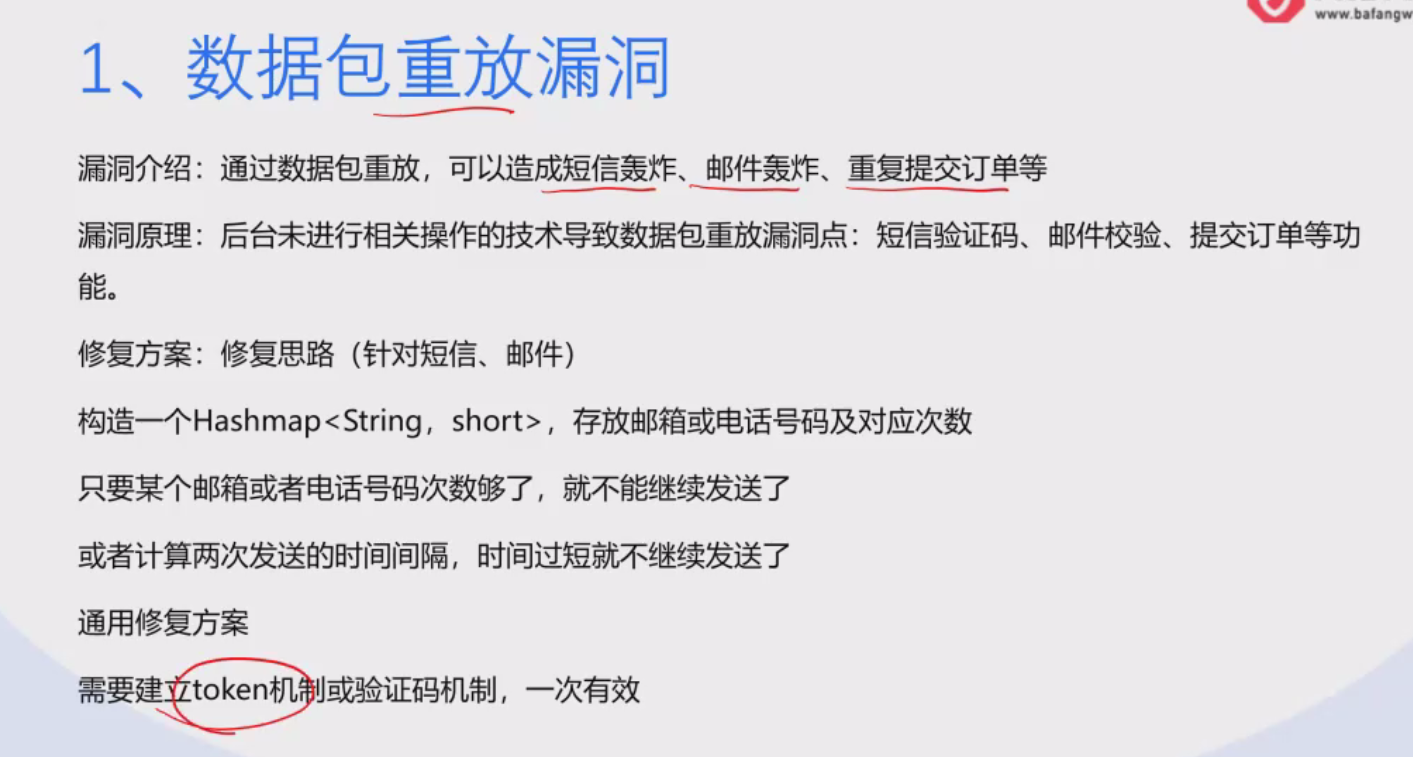 www.bafangw
1、数据包重放漏洞
漏洞介绍：通过数据包重放，可以造成短信轰炸、邮件轰炸、重复提交订单等
漏洞原理：后台未进行相关操作的技术导致数据包重放漏洞点：短信验证码、邮件校验、提交订单等功
能。
修复方案：修复思路（针对短信、邮件）
构造一个Hashmap<String，short>，存放邮箱或电话号码及对应次数
只要某个邮箱或者电话号码次数够了，就不能继续发送了
或者计算两次发送的时间间隔，时间过短就不继续发送了
通用修复方案
需要建立token机制或验证码机制，一次有效